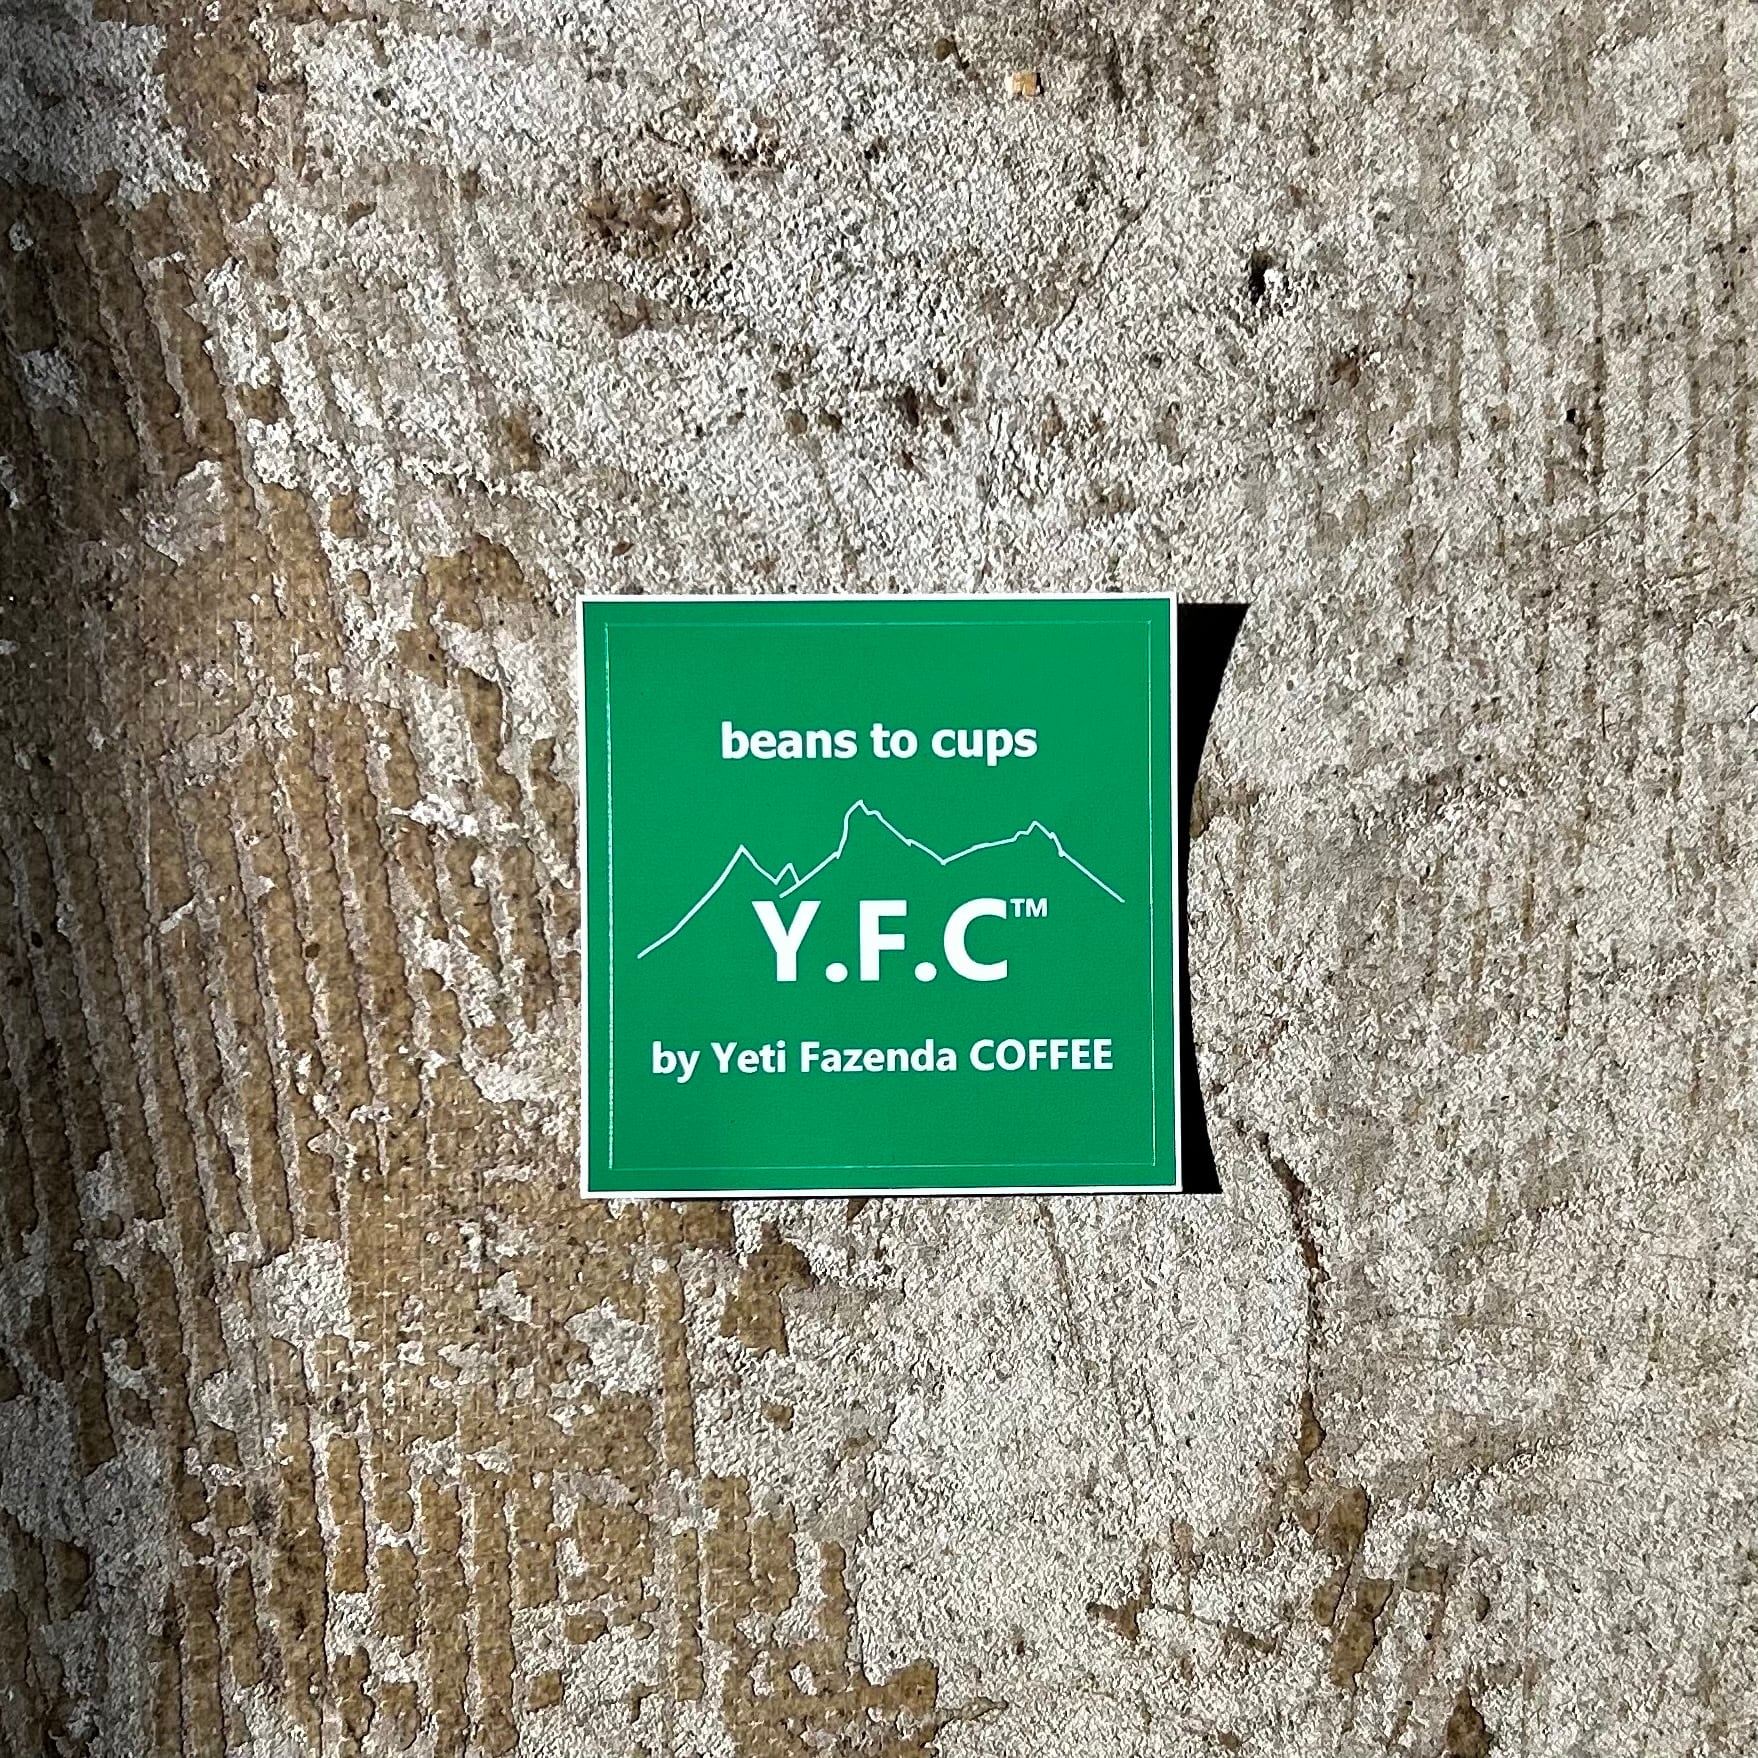 beans to cups
Y.F.C™
by Yeti Fazenda COFFEE